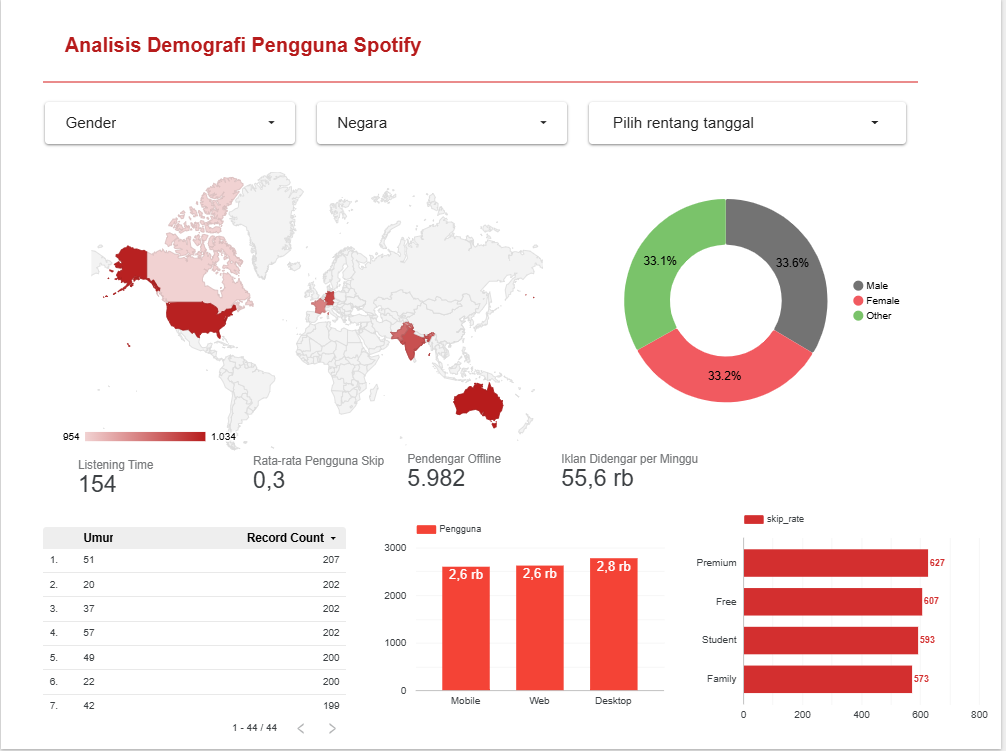 Analisis Demografi Pengguna Spotify
Gender
Negara
Pilih rentang tanggal
954
1.034
33.1%
33.6%
33.2%
Male
Female
Other
Listening Time
154
Rata-rata Pengguna Skip
0,3
Pendengar Offline
5.982
Iklan Didengar per Minggu
55,6 rb
Umur Record Count
1. 51 207
2. 20 202
3. 37 202
4. 57 202
5. 49 200
6. 22 200
7. 42 199
1 - 44 / 44
Pengguna
3000
2000
1000
0
2,6 rb
2,6 rb
2,8 rb
Mobile
Web
Desktop
skip_rate
Premium 627
Free 607
Student 593
Family 573
0 200 400 600 800